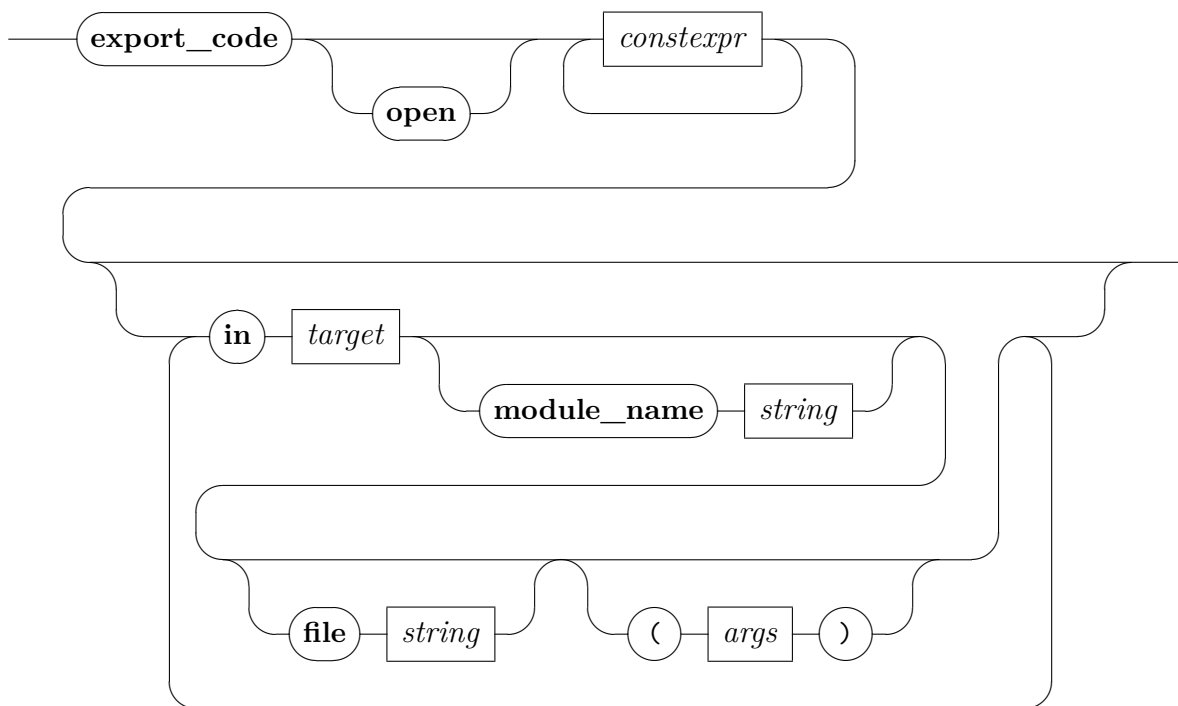 export_code constexpr
open
in target
module_name string
file string ( args )